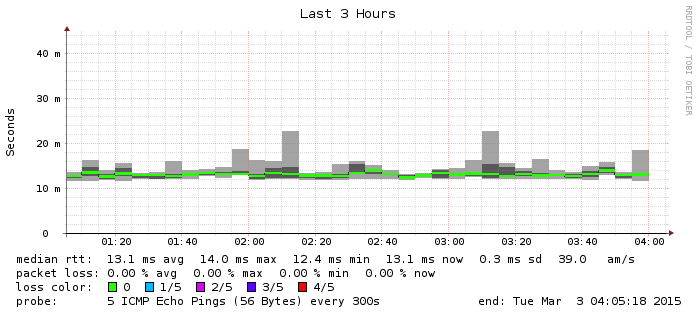 Last 3 Hours
RRDTOOL / TOBI OETIKER
Seconds
40 m
30 m
20 m
10 m
0
01:20 01:40 02:00 02:20 02:40 03:00 03:20 03:40 04:00
median rtt: 13.1 ms avg 14.0 ms max 12.4 ms min 13.1 ms now 0.3 ms sd 39.0 am/s
packet loss: 0.00 % avg 0.00 % max 0.00 % min 0.00 % now
loss color: 0 1/5 2/5 3/5 4/5
probe: 5 ICMP Echo Pings (56 Bytes) every 300s end: Tue Mar 3 04:05:18 2015